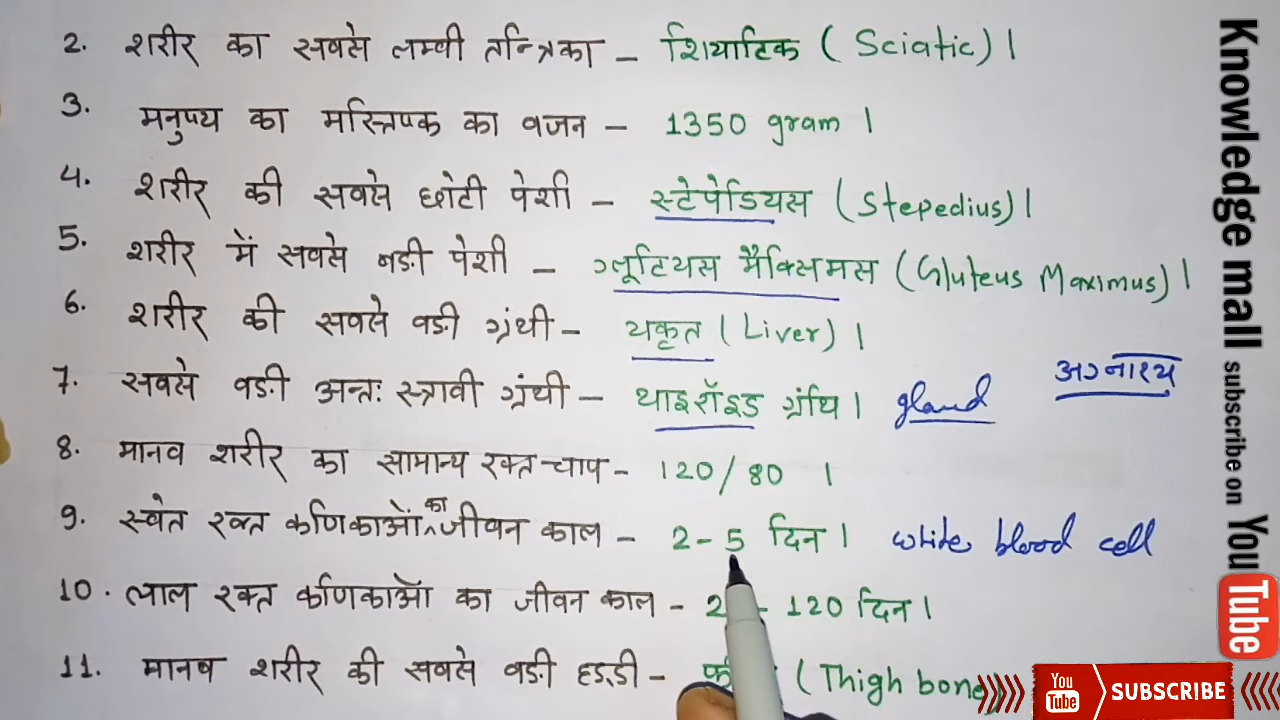 2. शरीर का सबसे लम्बी तन्त्रिका – शियाटिक ( Sciatic) ।
3. मनुष्य का मस्तिष्क का वजन – 1350 gram ।
4. शरीर की सबसे छोटी पेशी – स्टेपेडियस ( Stepedius) ।
5. शरीर में सबसे बडी पेशी – ग्लूटियस मैक्सिमस (Gluteus Maximus) ।
6. शरीर की सबसे बडी ग्रंथी – यकृत ( Liver) ।
अग्नाश्य
7. सबसे बडी अन्तः स्त्रावी ग्रंथी – थाइरॉइड ग्रंथि । gland
8. मानव शरीर का सामान्य रक्त-चाप - 120/80 ।
9. स्वेत रक्त कणिकाओं का जीवन काल – 2-5 दिन । white blood cell
10. लाल रक्त कणिकाओं का जीवन काल - 2 - 120 दिन ।
11. मानव शरीर की सबसे बडी हड्डी - ( Thigh bone)
Knowledge mall
subscribe on YouTube
YouTube SUBSCRIBE